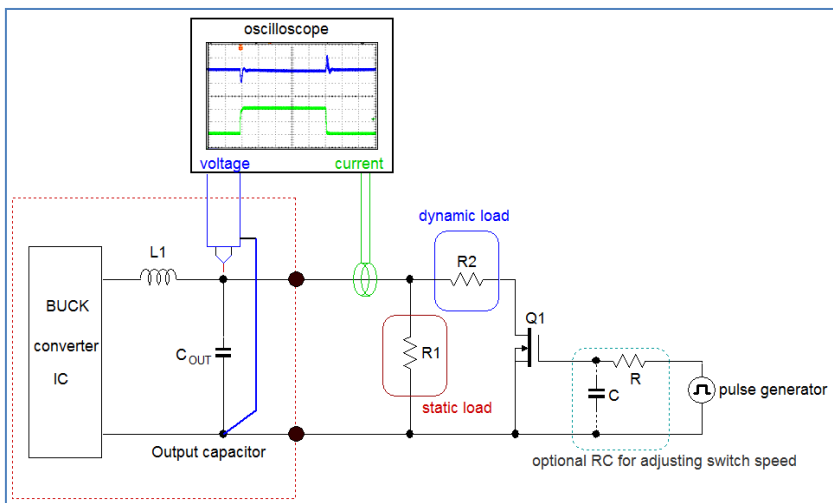 oscilloscope
voltage
current
dynamic load
L1
R2
BUCK
converter
IC
C OUT
R1
Q1
R
C
pulse generator
static load
Output capacitor
optional RC for adjusting switch speed